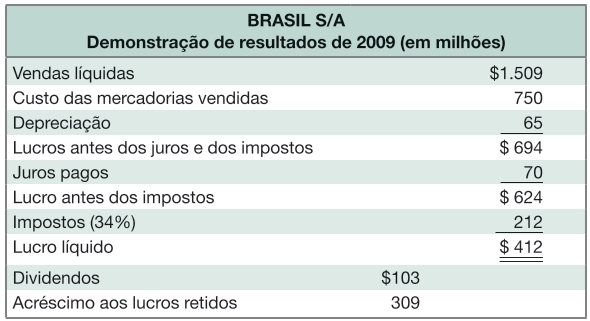 BRASIL S/A
Demonstração de resultados de 2009 (em milhões)
Vendas líquidas $1.509
Custo das mercadorias vendidas 750
Depreciação 65
Lucros antes dos juros e dos impostos $ 694
Juros pagos 70
Lucro antes dos impostos $ 624
Impostos (34%) 212
Lucro líquido $ 412
Dividendos $103
Acréscimo aos lucros retidos 309